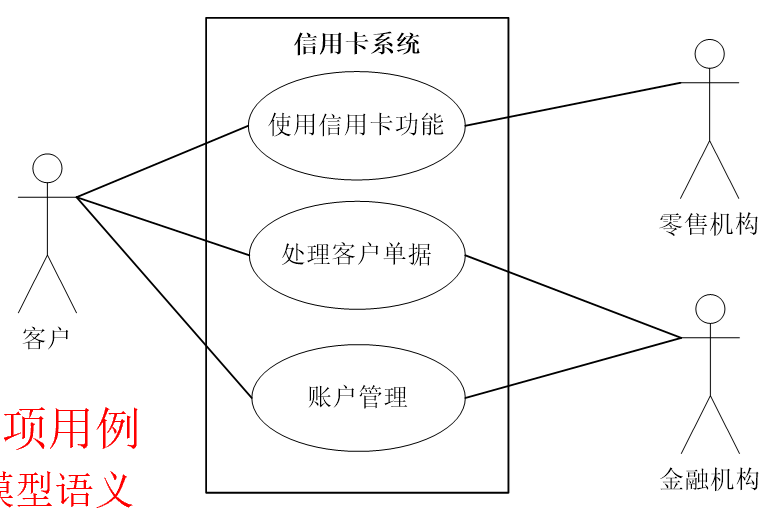 信用卡系统
使用信用卡功能
零售机构
处理客户单据
客户
账户管理
项用例
模型语义
金融机构